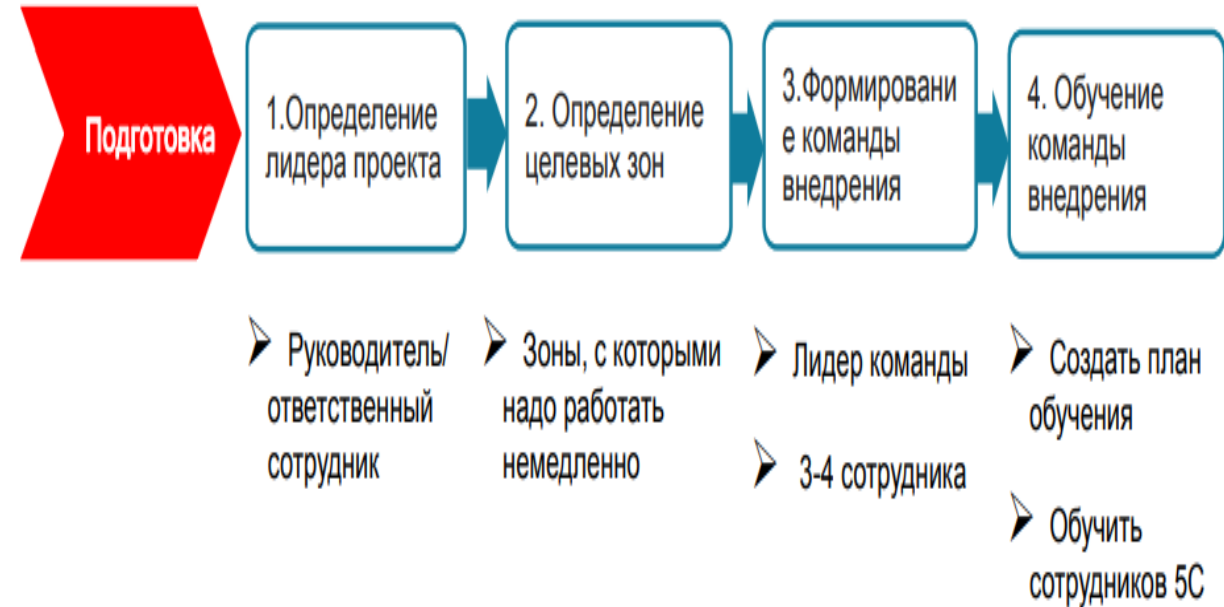 Подготовка
1.Определение
лидера проекта
2. Определение
целевых зон
3.Формировани
е команды
внедрения
4. Обучение
команды
внедрения
Руководитель/
ответственный
сотрудник
Зоны, с которыми
надо работать
немедленно
Лидер команды
3-4 сотрудника
Создать план
обучения
Обучить
сотрудников 5С